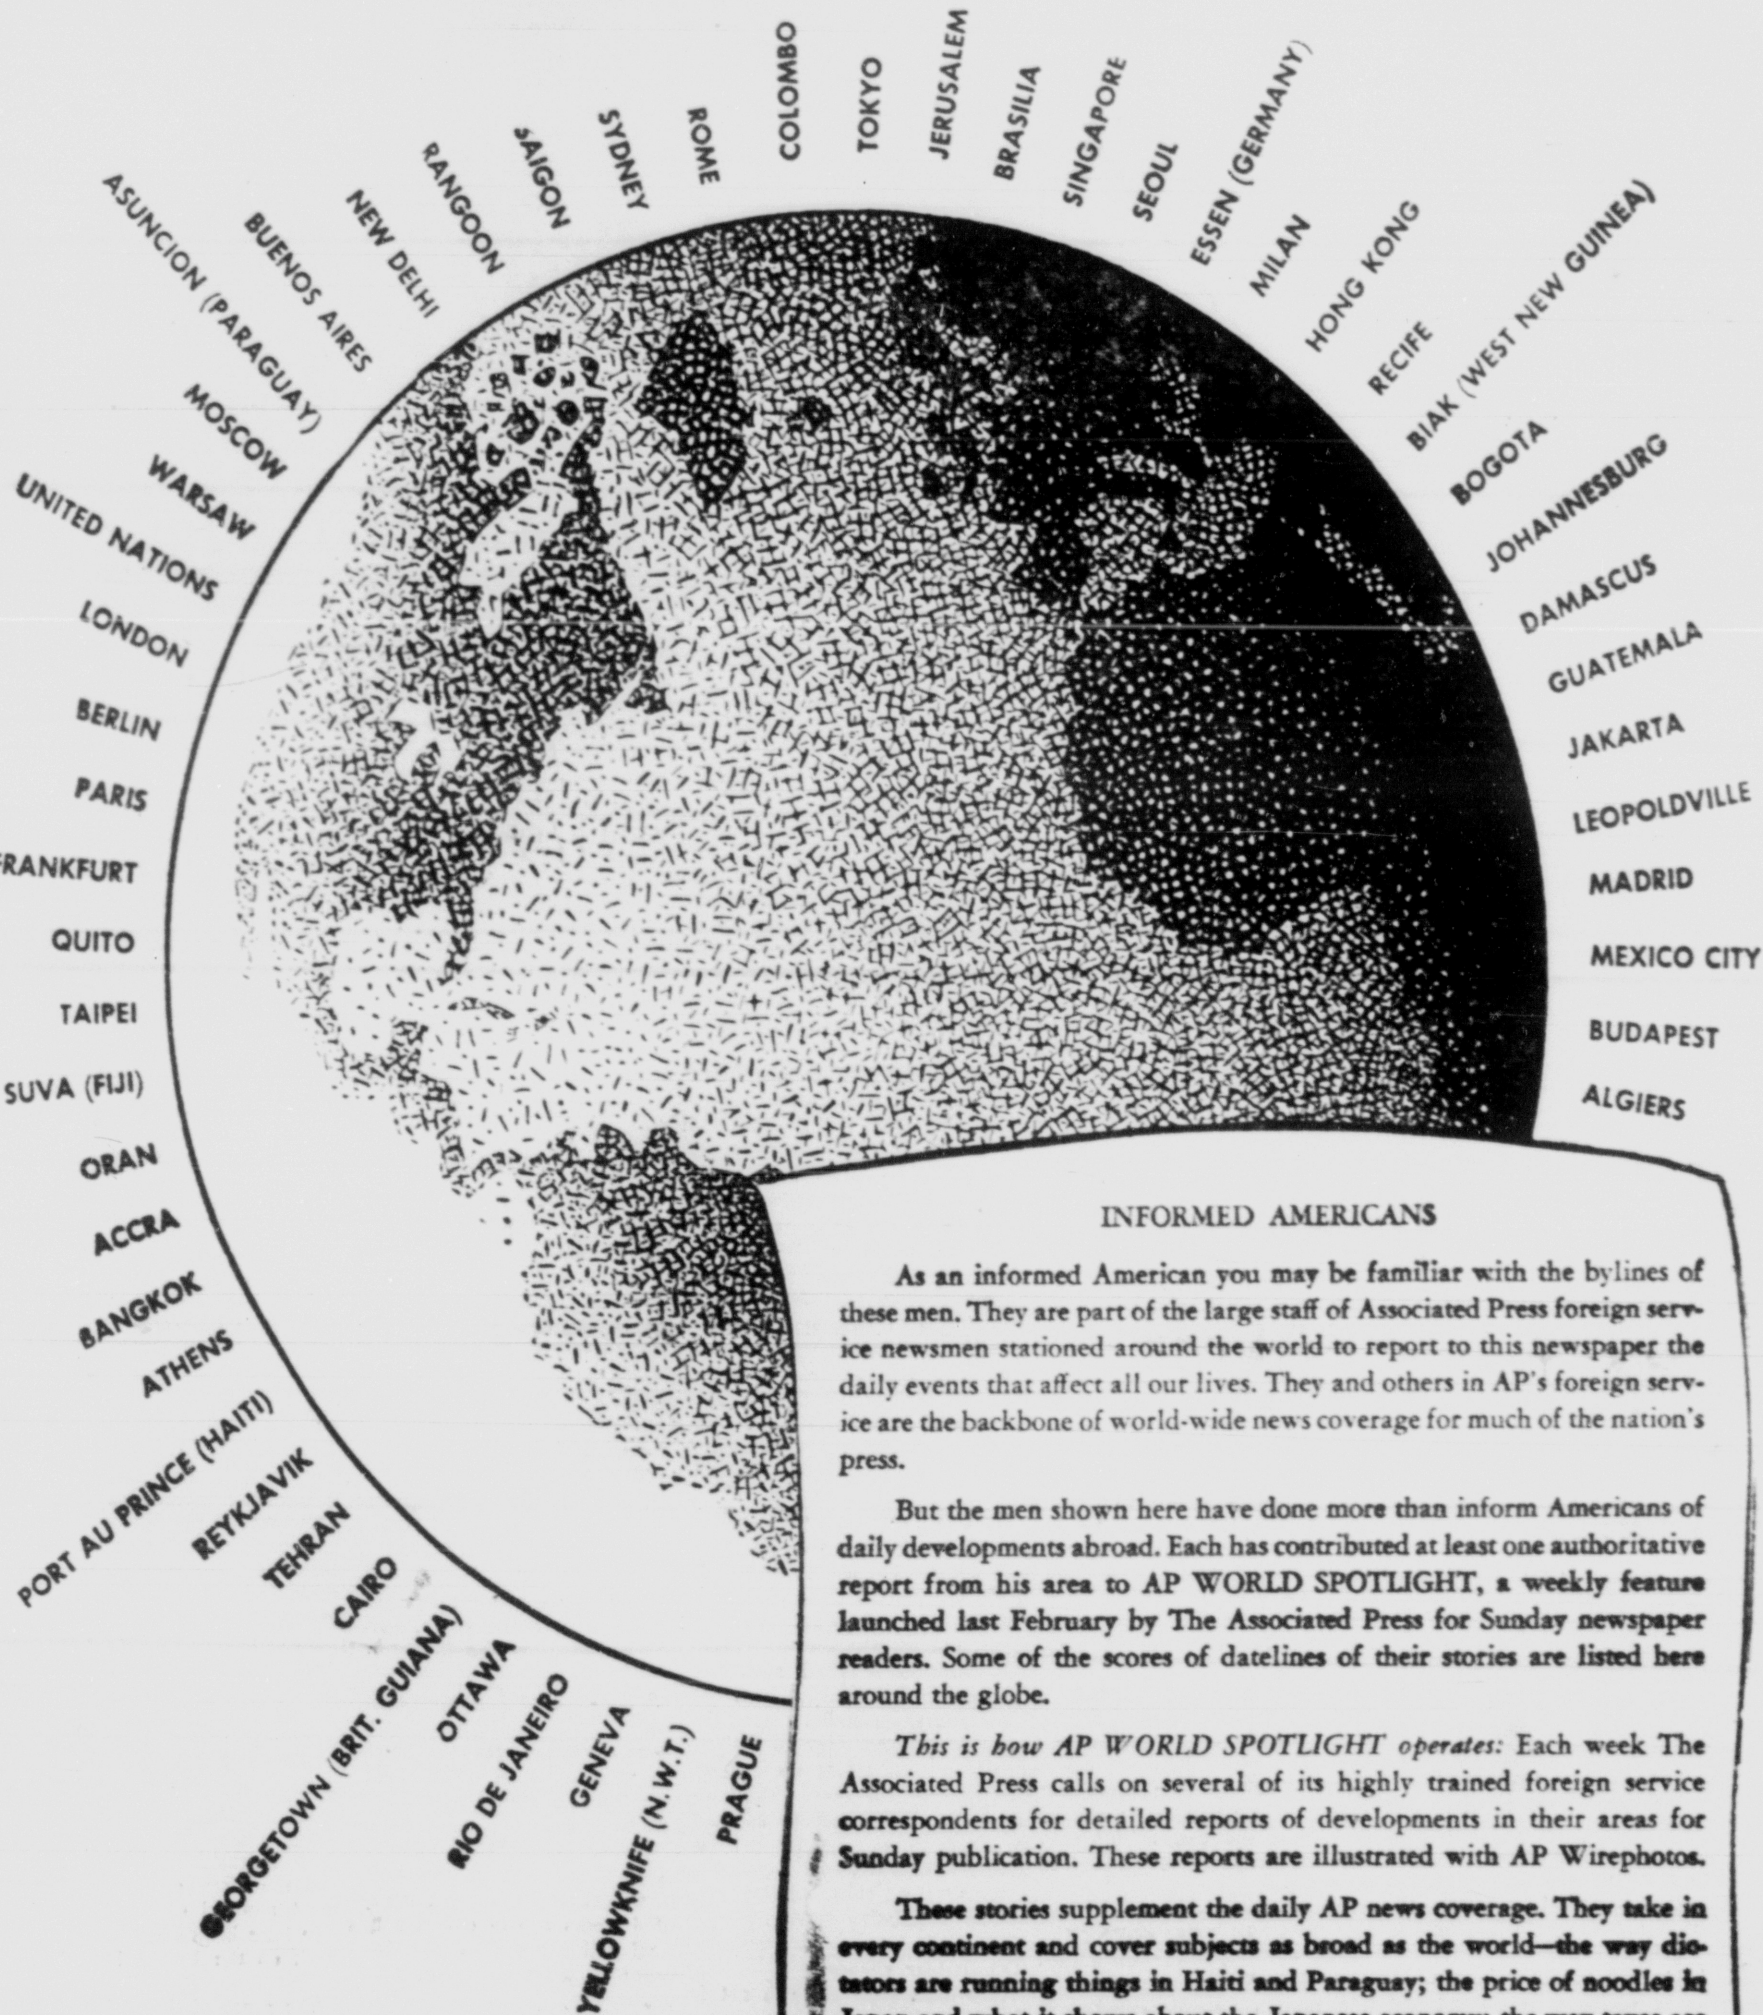 COLOMBO
TOKYO
JERUSALEM
BRASILIA
SINGAPORE
SEOUL
ESSEN (GERMANY)
MILAN
HONG KONG
RECIFE
BIAK (WEST NEW GUINEA)
BOGOTA
JOHANNESBURG
DAMASCUS
GUATEMALA
JAKARTA
LEOPOLDVILLE
MADRID
MEXICO CITY
BUDAPEST
ALGIERS
ROME
SYDNEY
SAIGON
RANGOON
NEW DELHI
BUENOS AIRES
ASUNCION (PARAGUAY)
MOSCOW
WARSAW
UNITED NATIONS
LONDON
BERLIN
PARIS
RANKFURT
QUITO
TAIPEI
SUVA (FIJI)
ORAN
ACCRA
BANGKOK
ATHENS
PORT AU PRINCE (HAITI)
REYKJAVIK
TEHRAN
CAIRO
GEORGETOWN (BRIT. GUIANA)
OTTAWA
RIO DE JANEIRO
GENEVA
YELLOWKNIFE (N.W.T.)
PRAGUE
INFORMED AMERICANS
As an informed American you may be familiar with the bylines of
these men. They are part of the large staff of Associated Press foreign serv-
ice newsmen stationed around the world to report to this newspaper the
daily events that affect all our lives. They and others in AP's foreign serv-
ice are the backbone of world-wide news coverage for much of the nation's
press.
But the men shown here have done more than inform Americans of
daily developments abroad. Each has contributed at least one authoritative
report from his area to AP WORLD SPOTLIGHT, a weekly feature
launched last February by The Associated Press for Sunday newspaper
readers. Some of the scores of datelines of their stories are listed here
around the globe.
This is how AP WORLD SPOTLIGHT operates: Each week The
Associated Press calls on several of its highly trained foreign service
correspondents for detailed reports of developments in their areas for
Sunday publication. These reports are illustrated with AP Wirephotos.
These stories supplement the daily AP news coverage. They take in
every continent and cover subjects as broad as the world—the way dic-
tators are running things in Haiti and Paraguay; the price of noodles in